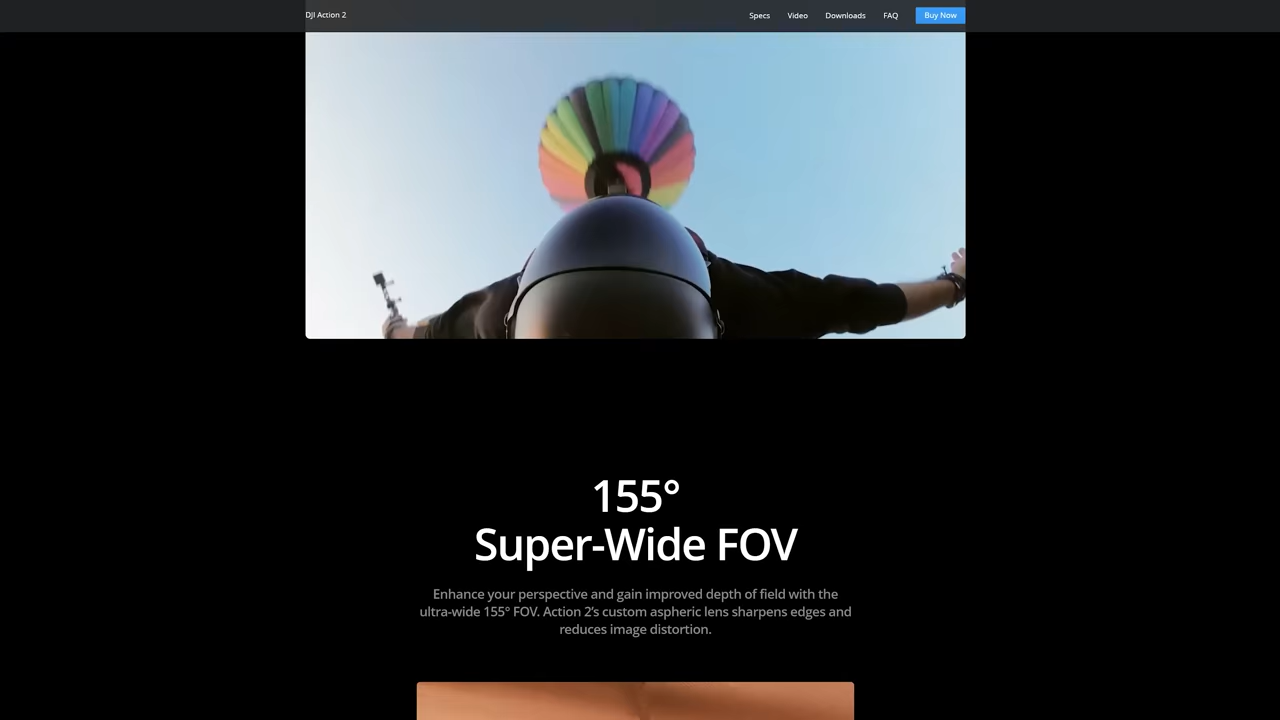 DJI Action 2
Specs Video Downloads FAQ Buy Now
155°
Super-Wide FOV
Enhance your perspective and gain improved depth of field with the
ultra-wide 155° FOV. Action 2’s custom aspheric lens sharpens edges and
reduces image distortion.